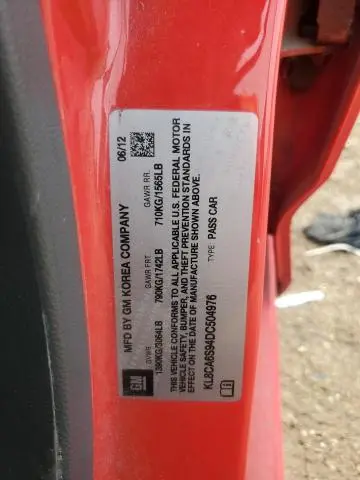 MFD BY GM KOREA COMPANY 06/12
GVWR GAWR FRT. GAWR RR.
1390KG/3064LB 790KG/1742LB 710KG/1565LB
THIS VEHICLE CONFORMS TO ALL APPLICABLE U.S. FEDERAL MOTOR
VEHICLE SAFETY, BUMPER, AND THEFT PREVENTION STANDARDS IN
EFFECT ON THE DATE OF MANUFACTURE SHOWN ABOVE.
KL8CA6S94DC504976 TYPE: PASS CAR
GM